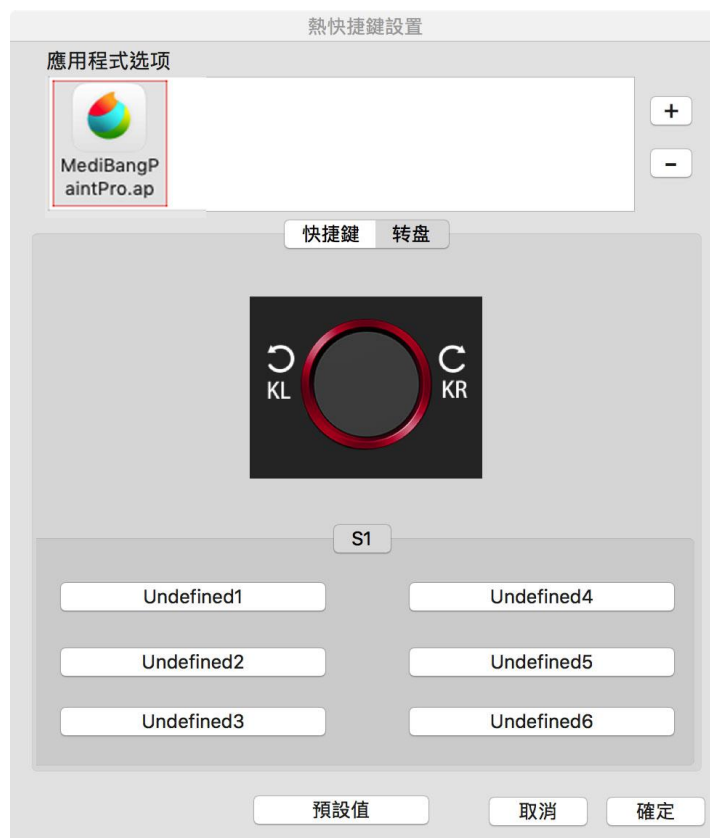 熱快捷鍵設置
應用程式选项
MediBangP
aintPro.ap
+
-
快捷鍵 转盘
KL KR
S1
Undefined1 Undefined4
Undefined2 Undefined5
Undefined3 Undefined6
預設值 取消 確定